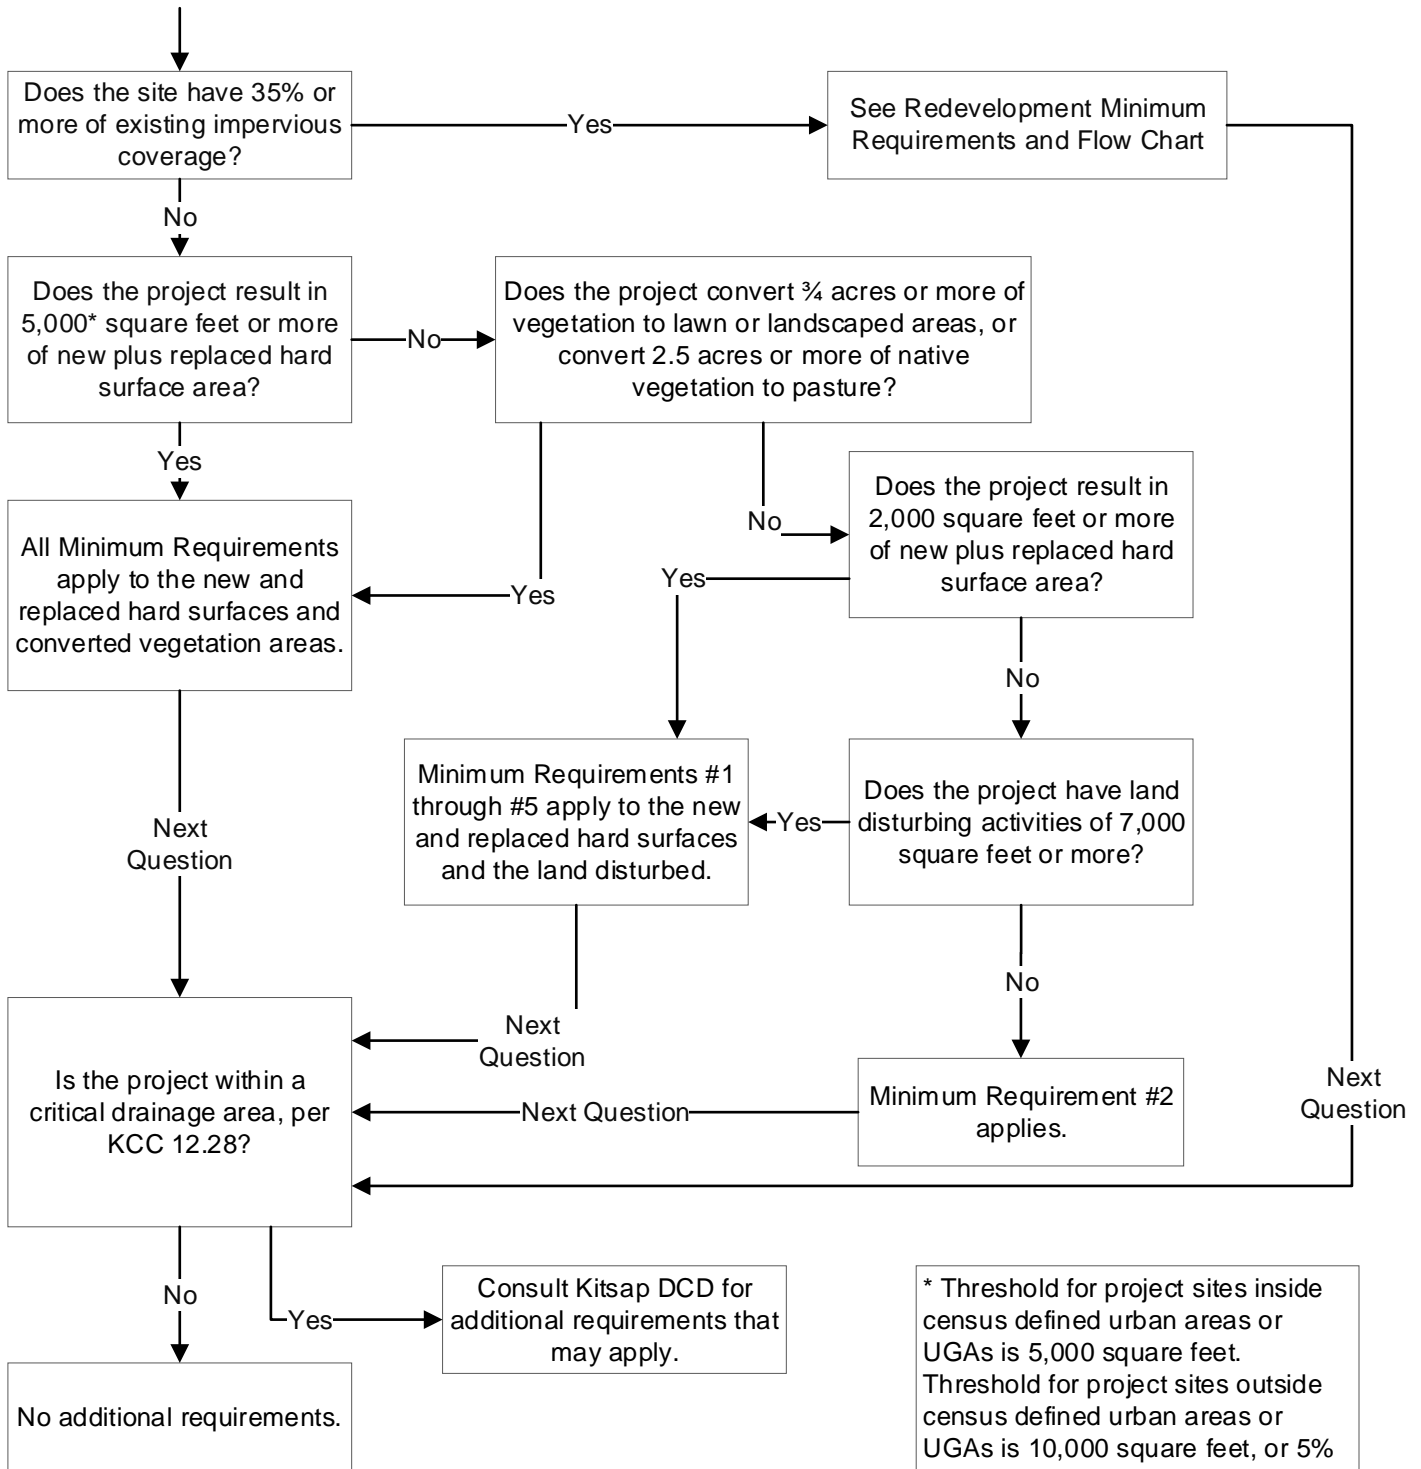 Does the site have 35% or
more of existing impervious
coverage?
Yes
See Redevelopment Minimum
Requirements and Flow Chart
No
Does the project result in
5,000* square feet or more
of new plus replaced hard
surface area?
No
Does the project convert ¾ acres or more of
vegetation to lawn or landscaped areas, or
convert 2.5 acres or more of native
vegetation to pasture?
Yes
Does the project result in
2,000 square feet or more
of new plus replaced hard
surface area?
No
All Minimum Requirements
apply to the new and
replaced hard surfaces and
converted vegetation areas.
Yes
Yes
No
Minimum Requirements #1
through #5 apply to the new
and replaced hard surfaces
and the land disturbed.
Yes
Does the project have land
disturbing activities of 7,000
square feet or more?
Next
Question
No
Next
Question
Is the project within a
critical drainage area, per
KCC 12.28?
Next Question
Minimum Requirement #2
applies.
Next
Question
No
Yes
Consult Kitsap DCD for
additional requirements that
may apply.
No additional requirements.
* Threshold for project sites inside
census defined urban areas or
UGAs is 5,000 square feet.
Threshold for project sites outside
census defined urban areas or
UGAs is 10,000 square feet, or 5%